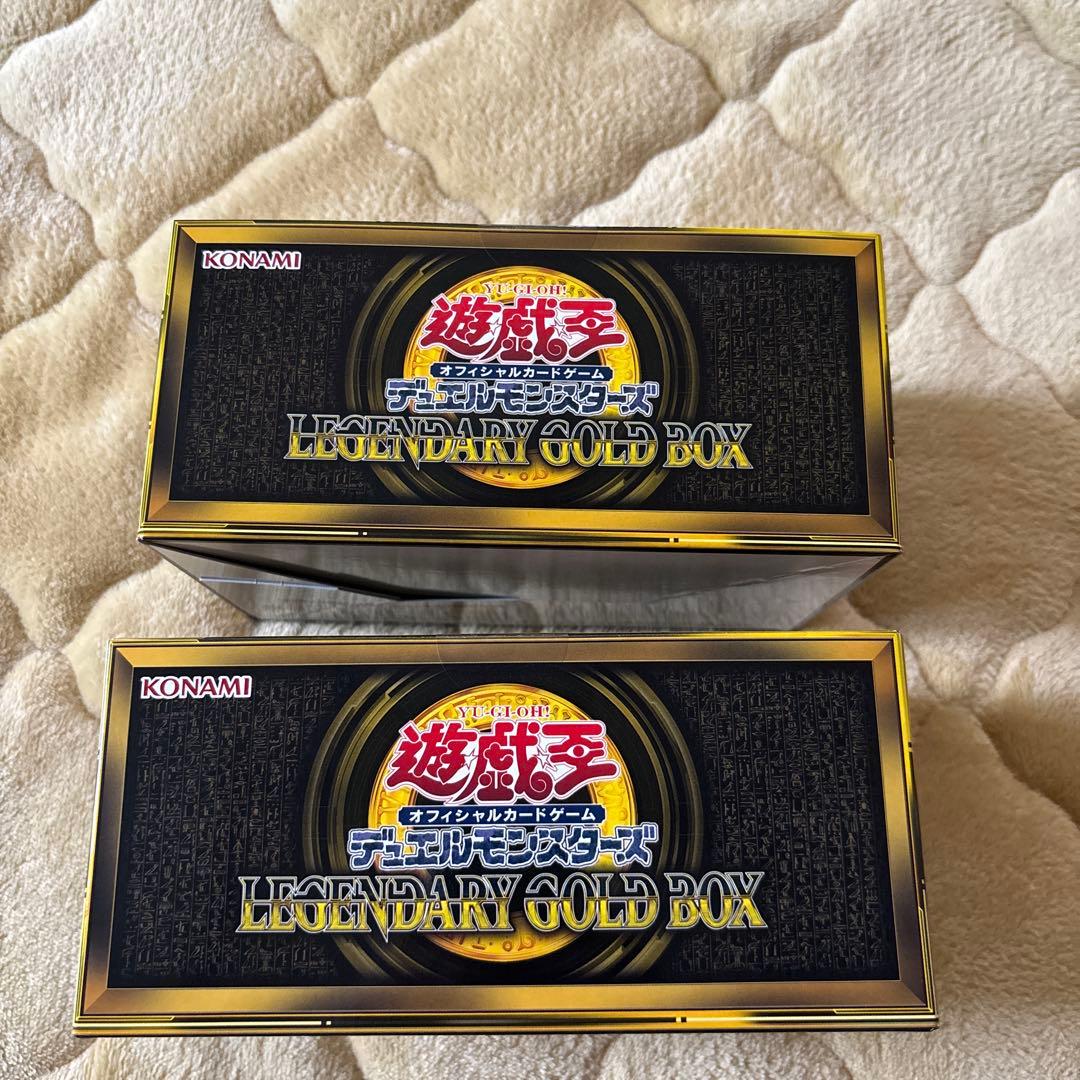 KONAMI
YU-GI-OH!
遊戯王
オフィシャルカードゲーム
デュエルモンスターズ
LEGENDARY GOLD BOX
KONAMI
YU-GI-OH!
遊戯王
オフィシャルカードゲーム
デュエルモンスターズ
LEGENDARY GOLD BOX